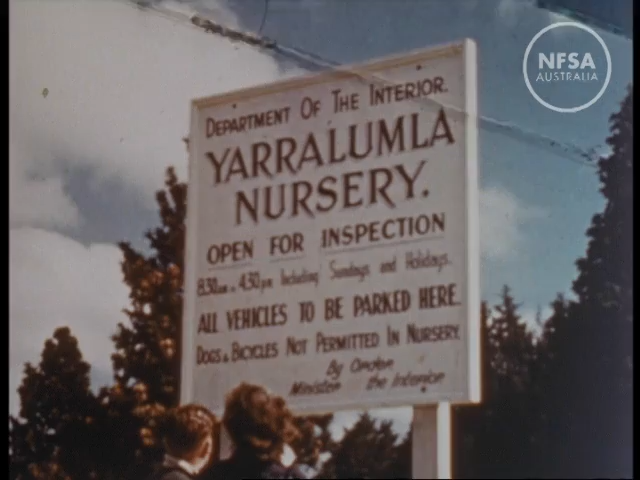 NFSA
AUSTRALIA
DEPARTMENT OF THE INTERIOR.
YARRALUMLA
NURSERY.
OPEN FOR INSPECTION
8.30am to 4.30pm Including Sundays and Holidays.
ALL VEHICLES TO BE PARKED HERE.
DOGS & BICYCLES NOT PERMITTED IN NURSERY.
By Order
Minister the Interior